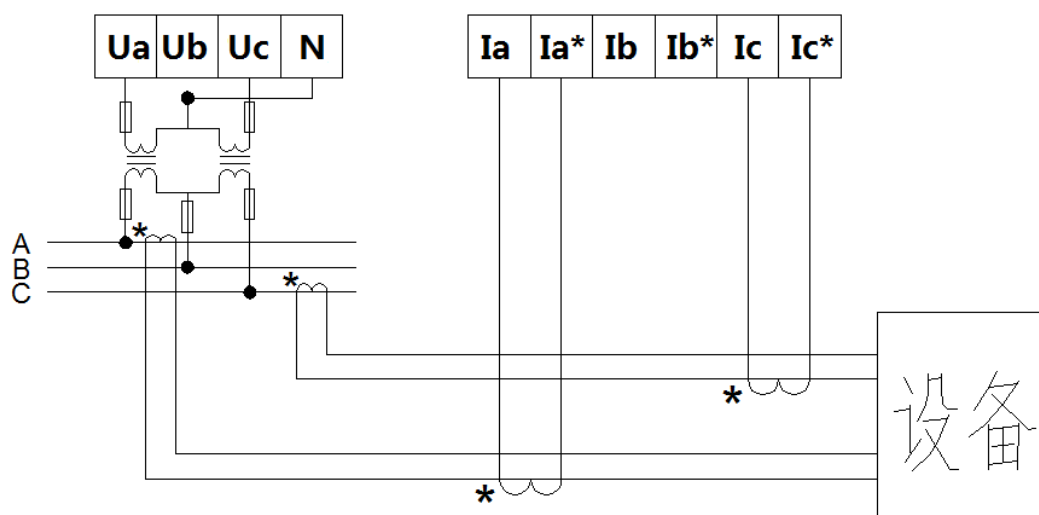 Ua Ub Uc N
Ia Ia* Ib Ib* Ic Ic*
A *
B
C *
*
设备
*